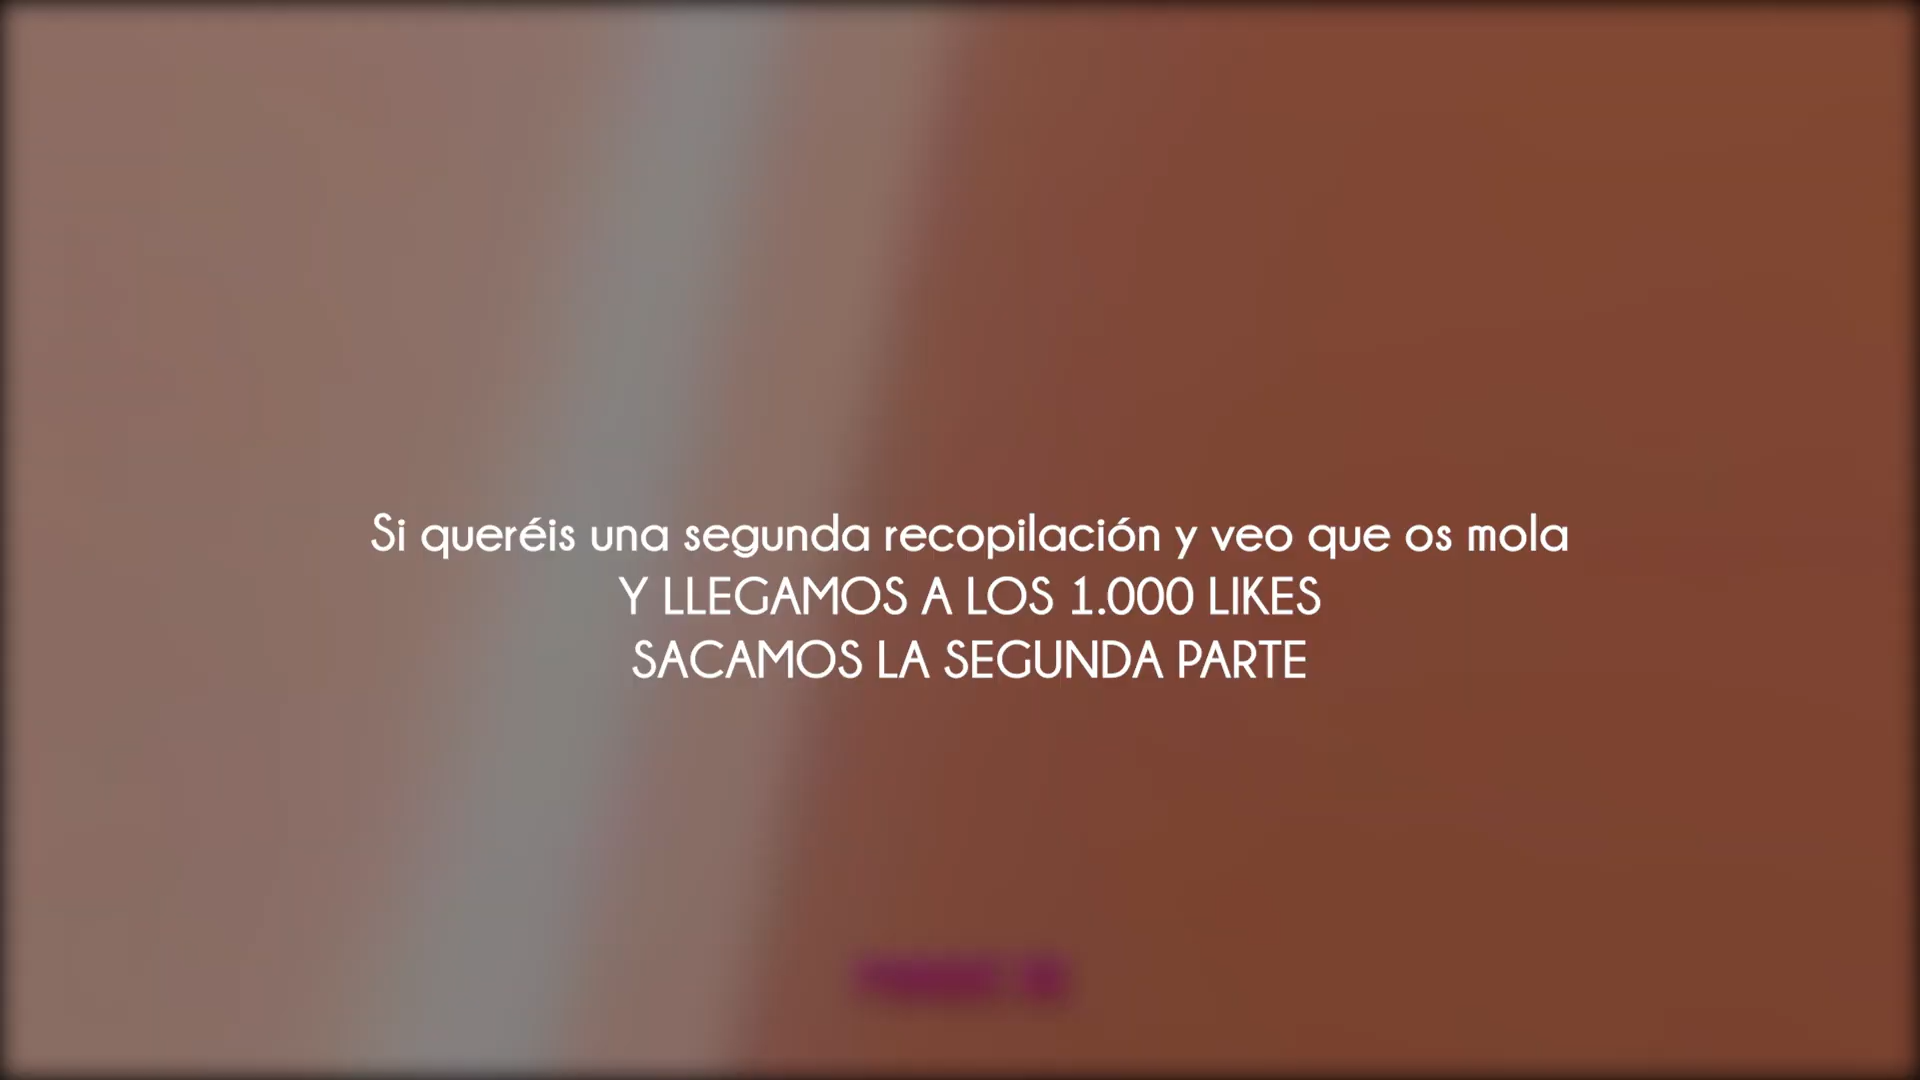 Si queréis una segunda recopilación y veo que os mola
Y LLEGAMOS A LOS 1.000 LIKES
SACAMOS LA SEGUNDA PARTE